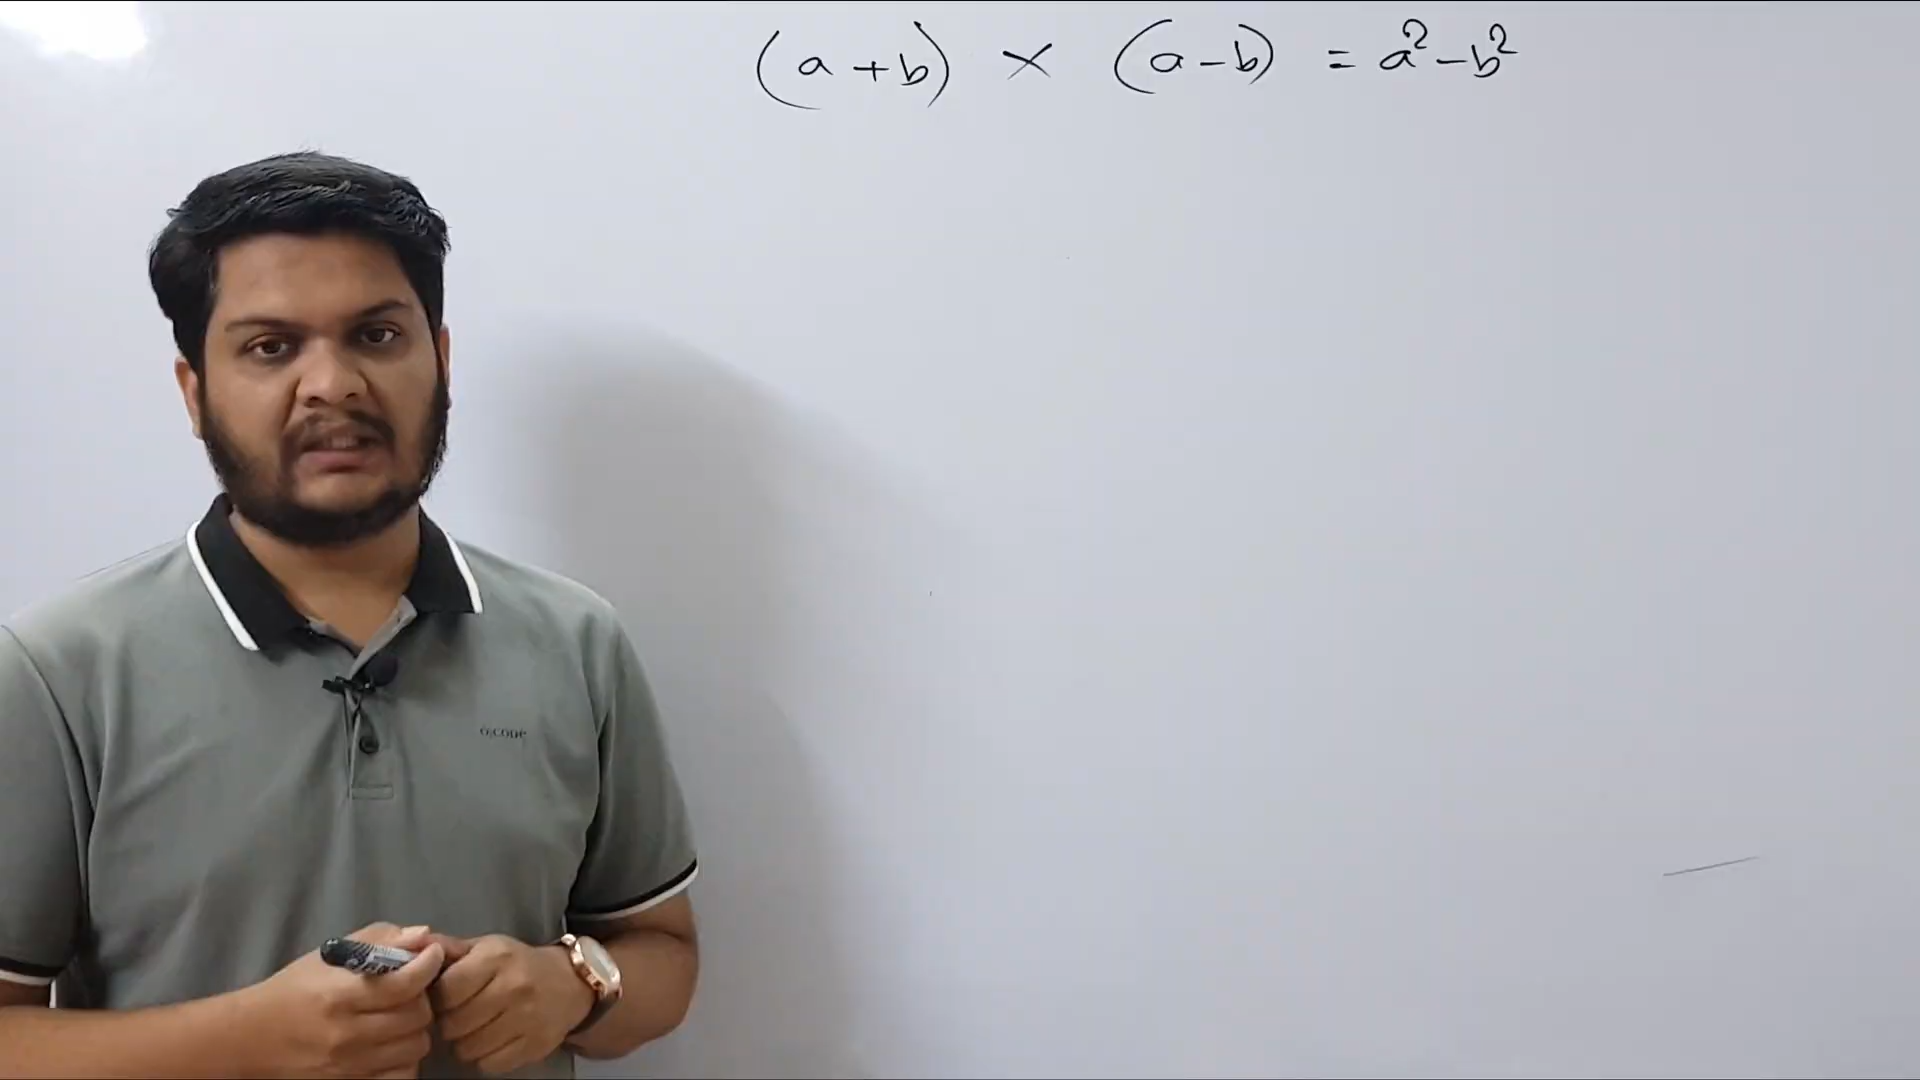 (a+b) × (a-b) = a²-b²